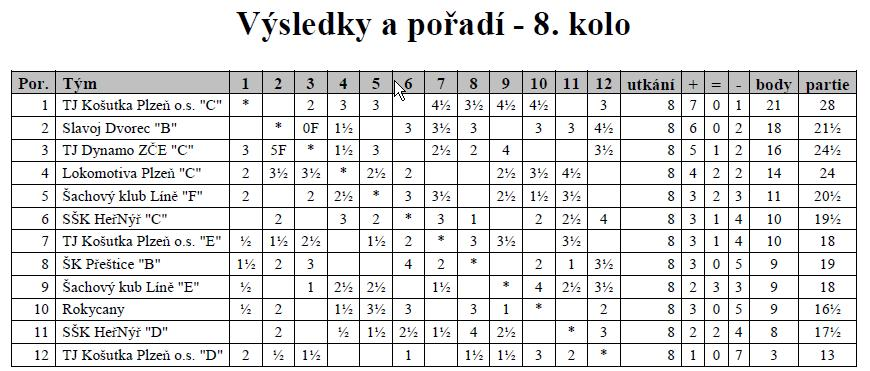 Výsledky a pořadí - 8. kolo
Por. Tým 1 2 3 4 5 6 7 8 9 10 11 12 utkání + = - body partie
1 TJ Košutka Plzeň o.s. "C" * 2 3 3 4½ 3½ 4½ 4½ 3 8 7 0 1 21 28
2 Slavoj Dvorec "B" * 0F 1½ 3 3½ 3 3 3 4½ 8 6 0 2 18 21½
3 TJ Dynamo ZČE "C" 3 5F * 1½ 3 2½ 2 4 3½ 8 5 1 2 16 24½
4 Lokomotiva Plzeň "C" 2 3½ 3½ * 2½ 2 2½ 3½ 4½ 8 4 2 2 14 24
5 Šachový klub Líně "F" 2 2 2½ * 3 3½ 2½ 1½ 3½ 8 3 2 3 11 20½
6 SŠK HeřNýř "C" 2 3 2 * 3 1 2 2½ 4 8 3 1 4 10 19½
7 TJ Košutka Plzeň o.s. "E" ½ 1½ 2½ 1½ 2 * 3 3½ 3½ 8 3 1 4 10 18
8 ŠK Přeštice "B" 1½ 2 3 4 2 * 2 1 3½ 8 3 0 5 9 19
9 Šachový kub Líně "E" ½ 1 2½ 2½ 1½ * 4 2½ 3½ 8 2 3 3 9 18
10 Rokycany ½ 2 1½ 3½ 3 3 1 * 2 8 3 0 5 9 16½
11 SŠK HeřNýř "D" 2 ½ 1½ 2½ 1½ 4 2½ * 3 8 2 2 4 8 17½
12 TJ Košutka Plzeň o.s. "D" 2 ½ 1½ 1 1½ 1½ 3 2 * 8 1 0 7 3 13